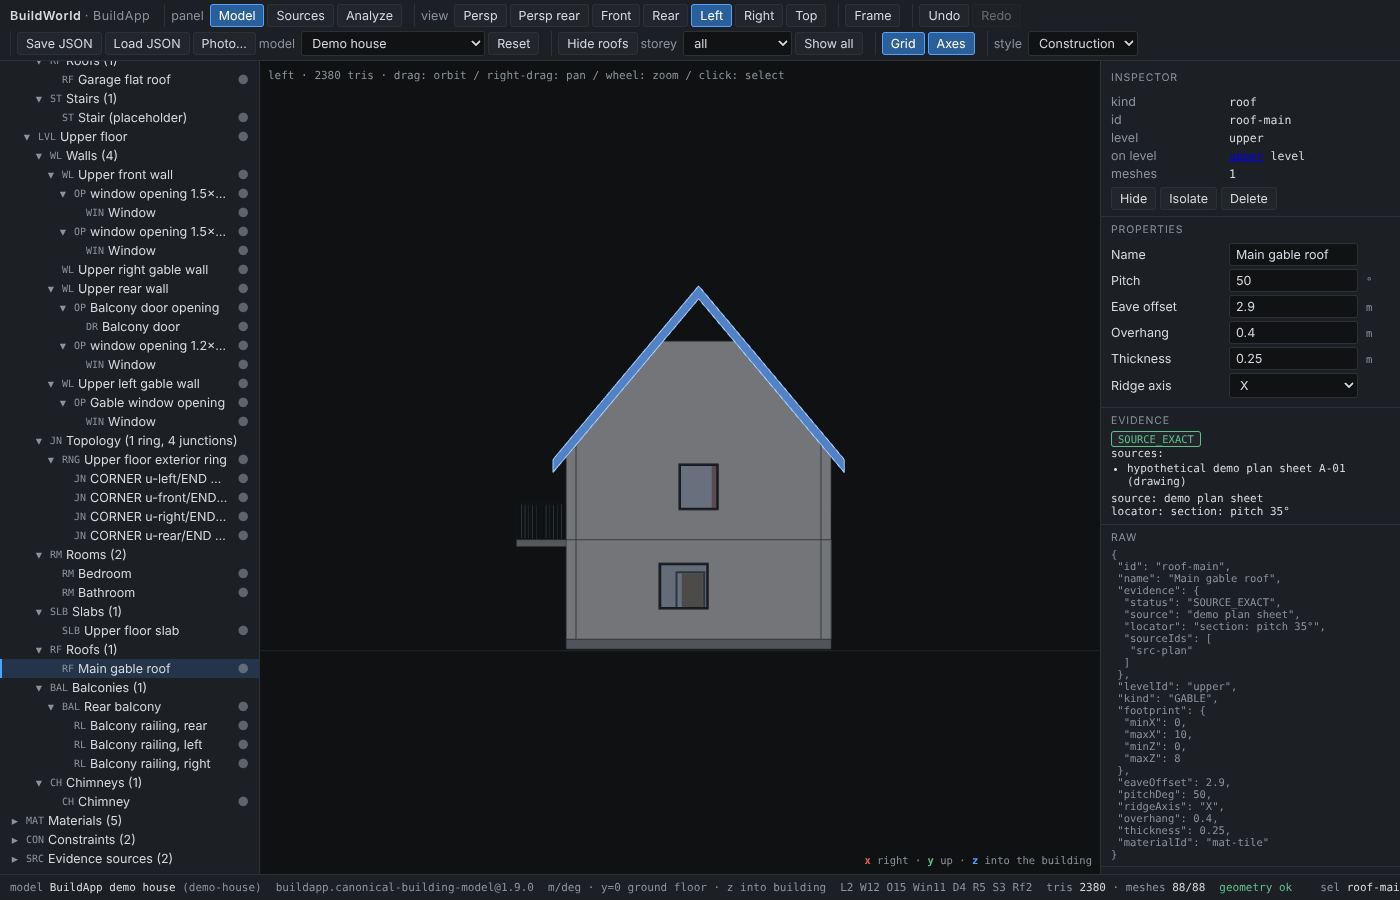 BuildWorld · BuildApp panel Model Sources Analyze view Persp Persp rear Front Rear Left Right Top Frame Undo Redo
Save JSON Load JSON Photo... model Demo house Reset Hide roofs storey all Show all Grid Axes style Construction
Roofs (1)
RF Garage flat roof
ST Stairs (1)
ST Stair (placeholder)
LVL Upper floor
WL Walls (4)
WL Upper front wall
OP window opening 1.5×...
WIN Window
OP window opening 1.5×...
WIN Window
WL Upper right gable wall
WL Upper rear wall
OP Balcony door opening
DR Balcony door
OP window opening 1.2×...
WIN Window
WL Upper left gable wall
OP Gable window opening
WIN Window
JN Topology (1 ring, 4 junctions)
RNG Upper floor exterior ring
JN CORNER u-left/END ...
JN CORNER u-front/END...
JN CORNER u-right/END...
JN CORNER u-rear/END ...
RM Rooms (2)
RM Bedroom
RM Bathroom
SLB Slabs (1)
SLB Upper floor slab
RF Roofs (1)
RF Main gable roof
BAL Balconies (1)
BAL Rear balcony
RL Balcony railing, rear
RL Balcony railing, left
RL Balcony railing, right
CH Chimneys (1)
CH Chimney
MAT Materials (5)
CON Constraints (2)
SRC Evidence sources (2)
left · 2380 tris · drag: orbit / right-drag: pan / wheel: zoom / click: select
x right · y up · z into the building
INSPECTOR
kind roof
id roof-main
level upper
on level upper level
meshes 1
Hide Isolate Delete
PROPERTIES
Name Main gable roof
Pitch 50 °
Eave offset 2.9 m
Overhang 0.4 m
Thickness 0.25 m
Ridge axis X
EVIDENCE
SOURCE_EXACT
sources:
• hypothetical demo plan sheet A-01
(drawing)
source: demo plan sheet
locator: section: pitch 35°
RAW
{
"id": "roof-main",
"name": "Main gable roof",
"evidence": {
"status": "SOURCE_EXACT",
"source": "demo plan sheet",
"locator": "section: pitch 35°",
"sourceIds": [
"src-plan"
]
},
"levelId": "upper",
"kind": "GABLE",
"footprint": {
"minX": 0,
"maxX": 10,
"minZ": 0,
"maxZ": 8
},
"eaveOffset": 2.9,
"pitchDeg": 50,
"ridgeAxis": "X",
"overhang": 0.4,
"thickness": 0.25,
"materialId": "mat-tile"
}
model BuildApp demo house (demo-house) buildapp.canonical-building-model@1.9.0 m/deg · y=0 ground floor · z into building L2 W12 O15 Win11 D4 R5 S3 Rf2 tris 2380 · meshes 88/88 geometry ok sel roof-mai